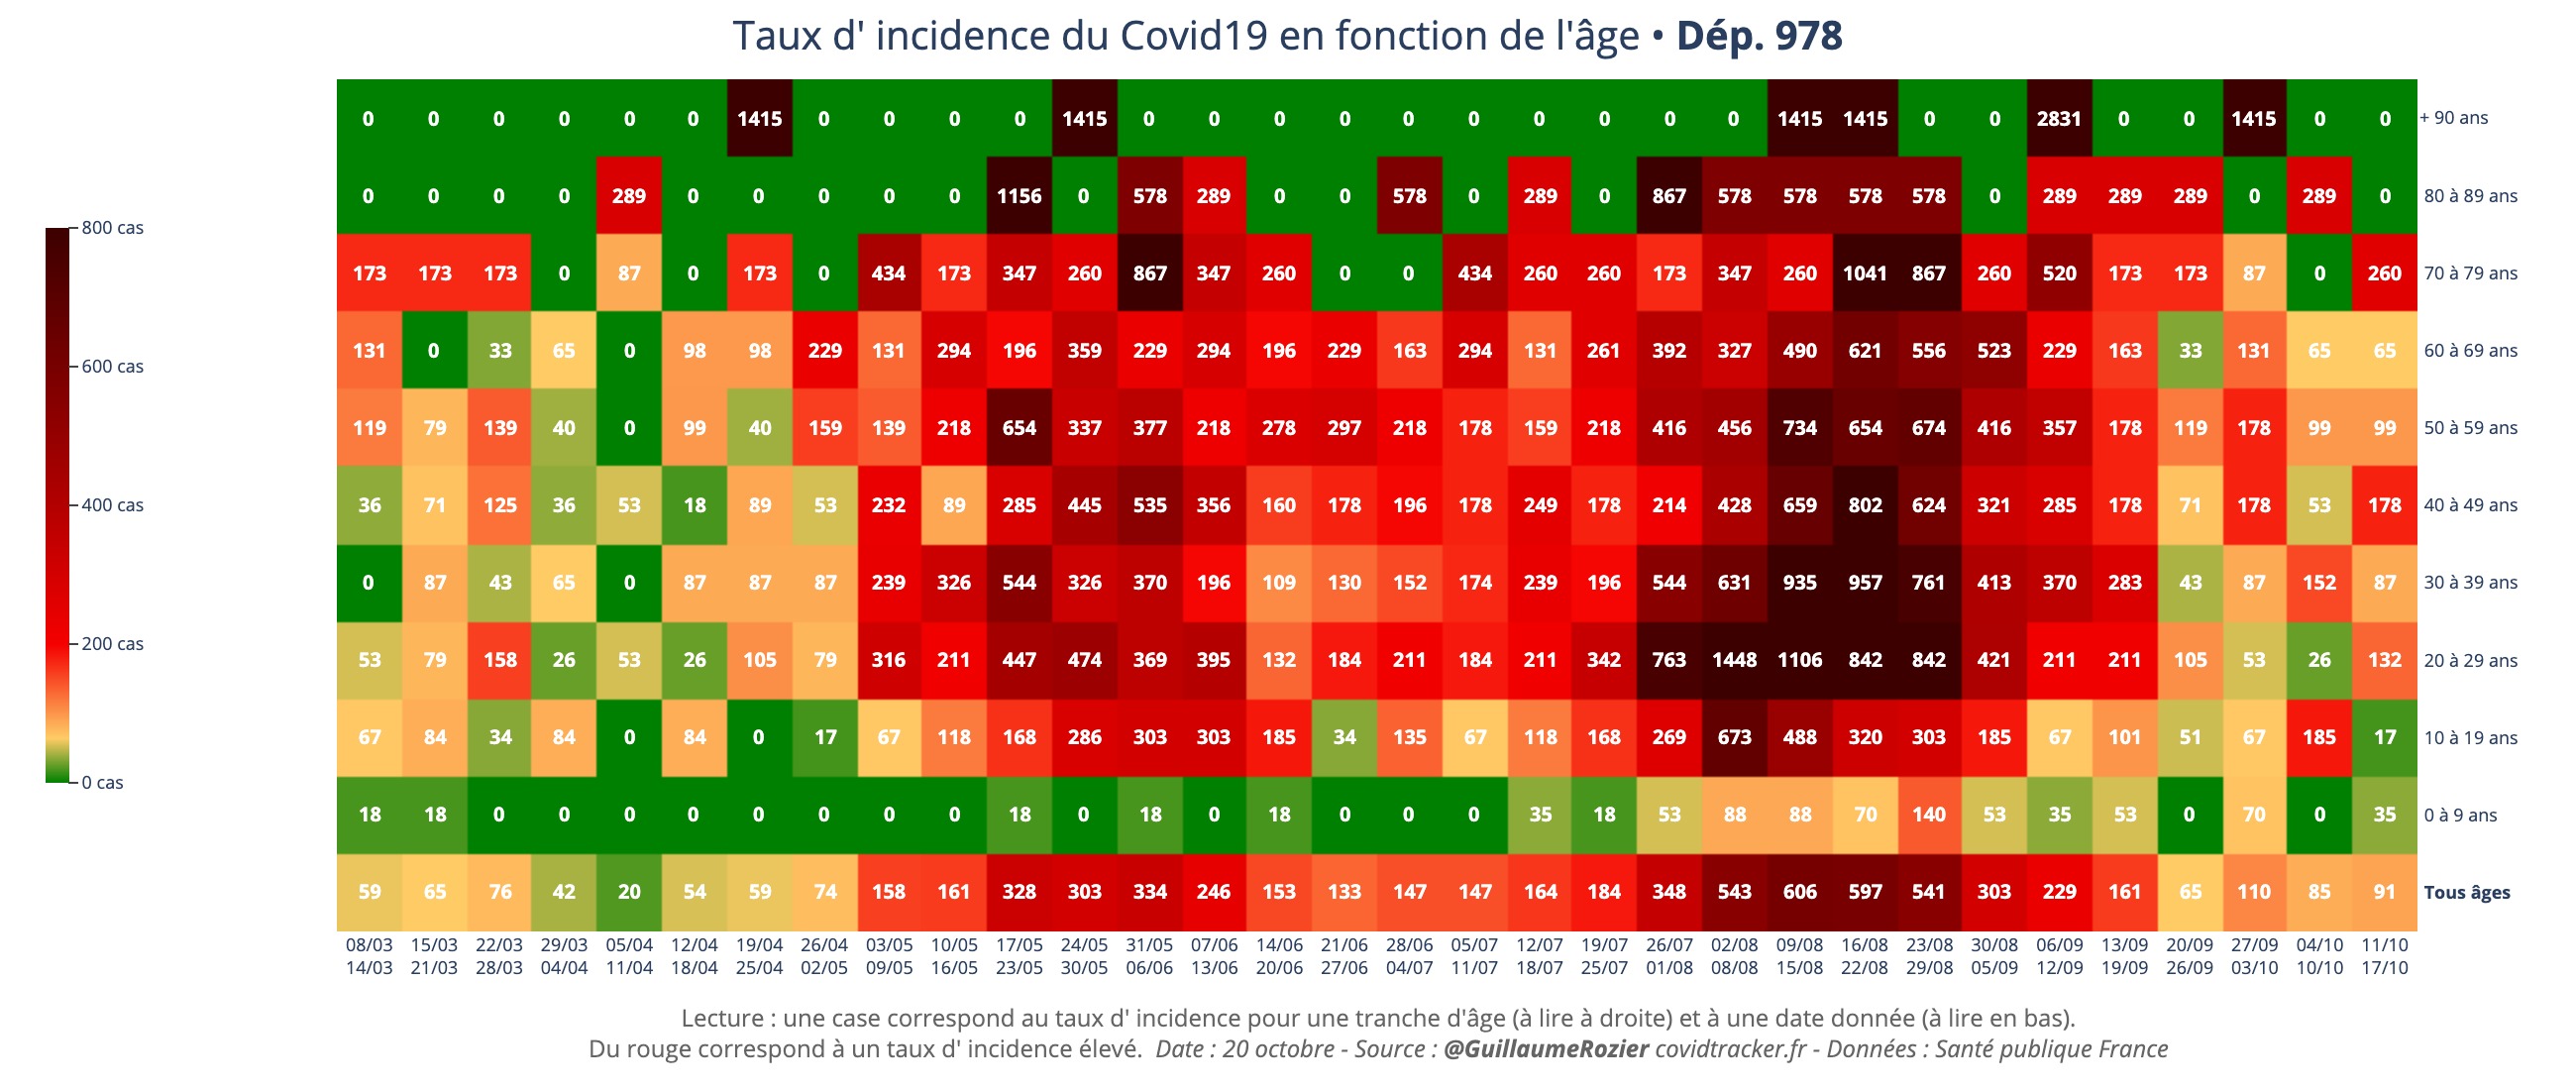 Taux d' incidence du Covid19 en fonction de l'âge • Dép. 978
0 0 0 0 0 0 1415 0 0 0 0 1415 0 0 0 0 0 0 0 0 0 0 1415 1415 0 0 2831 0 0 1415 0 0 + 90 ans
0 0 0 0 289 0 0 0 0 0 1156 0 578 289 0 0 578 0 289 0 867 578 578 578 578 0 289 289 289 0 289 0 80 à 89 ans
800 cas
173 173 173 0 87 0 173 0 434 173 347 260 867 347 260 0 0 434 260 260 173 347 260 1041 867 260 520 173 173 87 0 260 70 à 79 ans
131 0 33 65 0 98 98 229 131 294 196 359 229 294 196 229 163 294 131 261 392 327 490 621 556 523 229 163 33 131 65 65 60 à 69 ans
600 cas
119 79 139 40 0 99 40 159 139 218 654 337 377 218 278 297 218 178 159 218 416 456 734 654 674 416 357 178 119 178 99 99 50 à 59 ans
400 cas
36 71 125 36 53 18 89 53 232 89 285 445 535 356 160 178 196 178 249 178 214 428 659 802 624 321 285 178 71 178 53 178 40 à 49 ans
0 87 43 65 0 87 87 87 239 326 544 326 370 196 109 130 152 174 239 196 544 631 935 957 761 413 370 283 43 87 152 87 30 à 39 ans
200 cas
53 79 158 26 53 26 105 79 316 211 447 474 369 395 132 184 211 184 211 342 763 1448 1106 842 842 421 211 211 105 53 26 132 20 à 29 ans
67 84 34 84 0 84 0 17 67 118 168 286 303 303 185 34 135 67 118 168 269 673 488 320 303 185 67 101 51 67 185 17 10 à 19 ans
0 cas
18 18 0 0 0 0 0 0 0 0 18 0 18 0 18 0 0 0 35 18 53 88 88 70 140 53 35 53 0 70 0 35 0 à 9 ans
59 65 76 42 20 54 59 74 158 161 328 303 334 246 153 133 147 147 164 184 348 543 606 597 541 303 229 161 65 110 85 91 Tous âges
08/03 15/03 22/03 29/03 05/04 12/04 19/04 26/04 03/05 10/05 17/05 24/05 31/05 07/06 14/06 21/06 28/06 05/07 12/07 19/07 26/07 02/08 09/08 16/08 23/08 30/08 06/09 13/09 20/09 27/09 04/10 11/10
14/03 21/03 28/03 04/04 11/04 18/04 25/04 02/05 09/05 16/05 23/05 30/05 06/06 13/06 20/06 27/06 04/07 11/07 18/07 25/07 01/08 08/08 15/08 22/08 29/08 05/09 12/09 19/09 26/09 03/10 10/10 17/10
Lecture : une case correspond au taux d' incidence pour une tranche d'âge (à lire à droite) et à une date donnée (à lire en bas).
Du rouge correspond à un taux d' incidence élevé. Date : 20 octobre - Source : @GuillaumeRozier covidtracker.fr - Données : Santé publique France